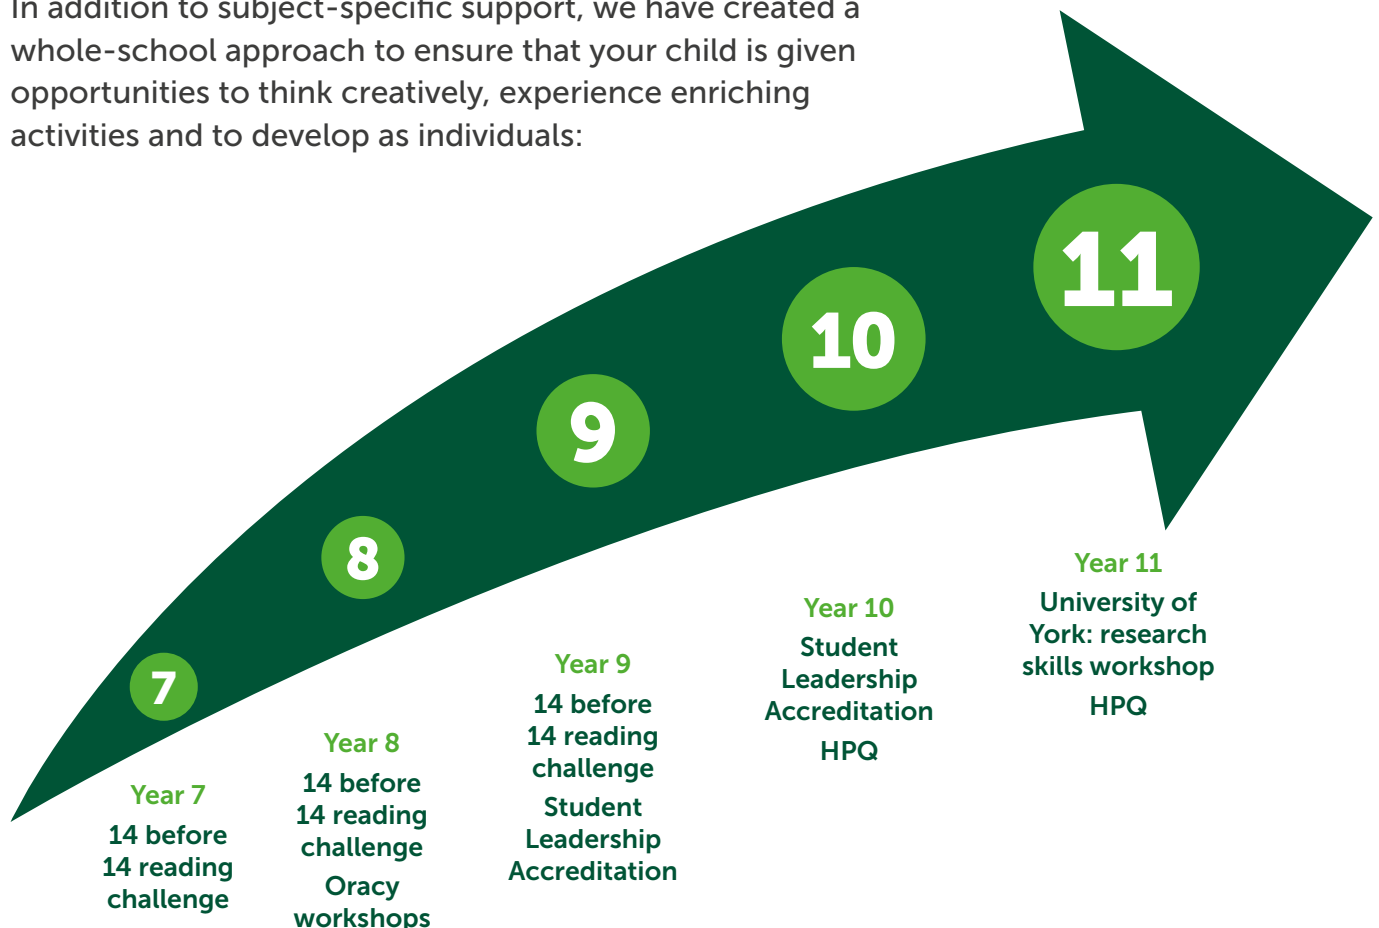 In addition to subject-specific support, we have created a
whole-school approach to ensure that your child is given
opportunities to think creatively, experience enriching
activities and to develop as individuals:
7
Year 7
14 before
14 reading
challenge
8
Year 8
14 before
14 reading
challenge
Oracy
workshops
9
Year 9
14 before
14 reading
challenge
Student
Leadership
Accreditation
10
Year 10
Student
Leadership
Accreditation
HPQ
11
Year 11
University of
York: research
skills workshop
HPQ